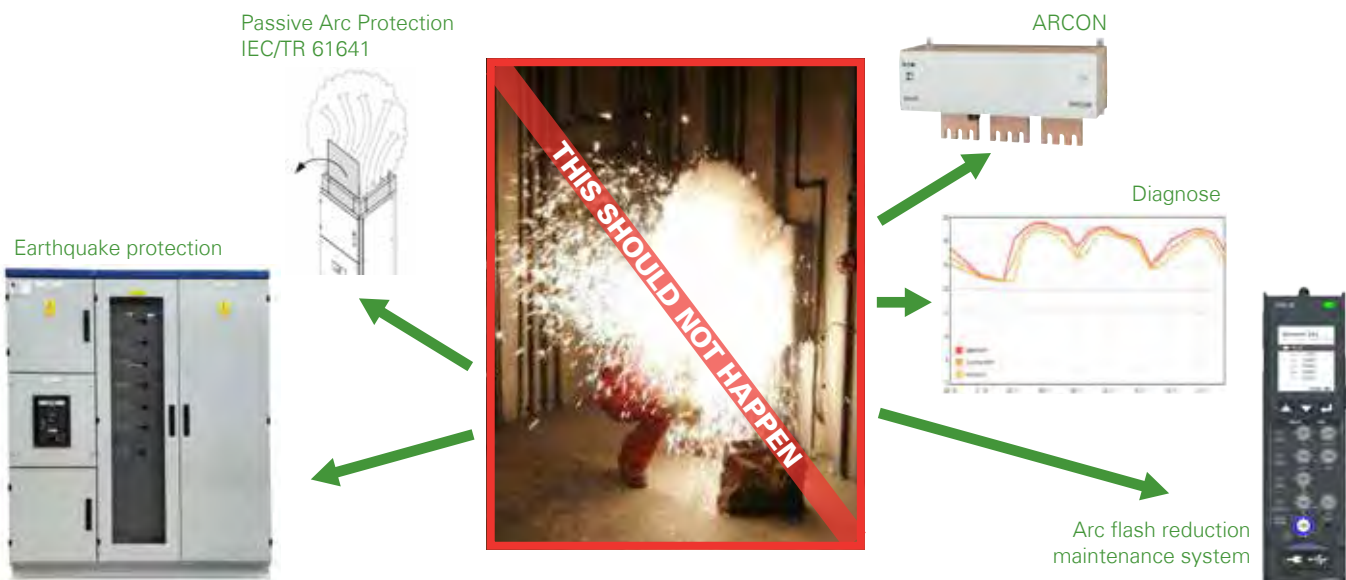 Passive Arc Protection
IEC/TR 61641
ARCON
THIS SHOULD NOT HAPPEN
Diagnose
Earthquake protection
Arc flash reduction
maintenance system